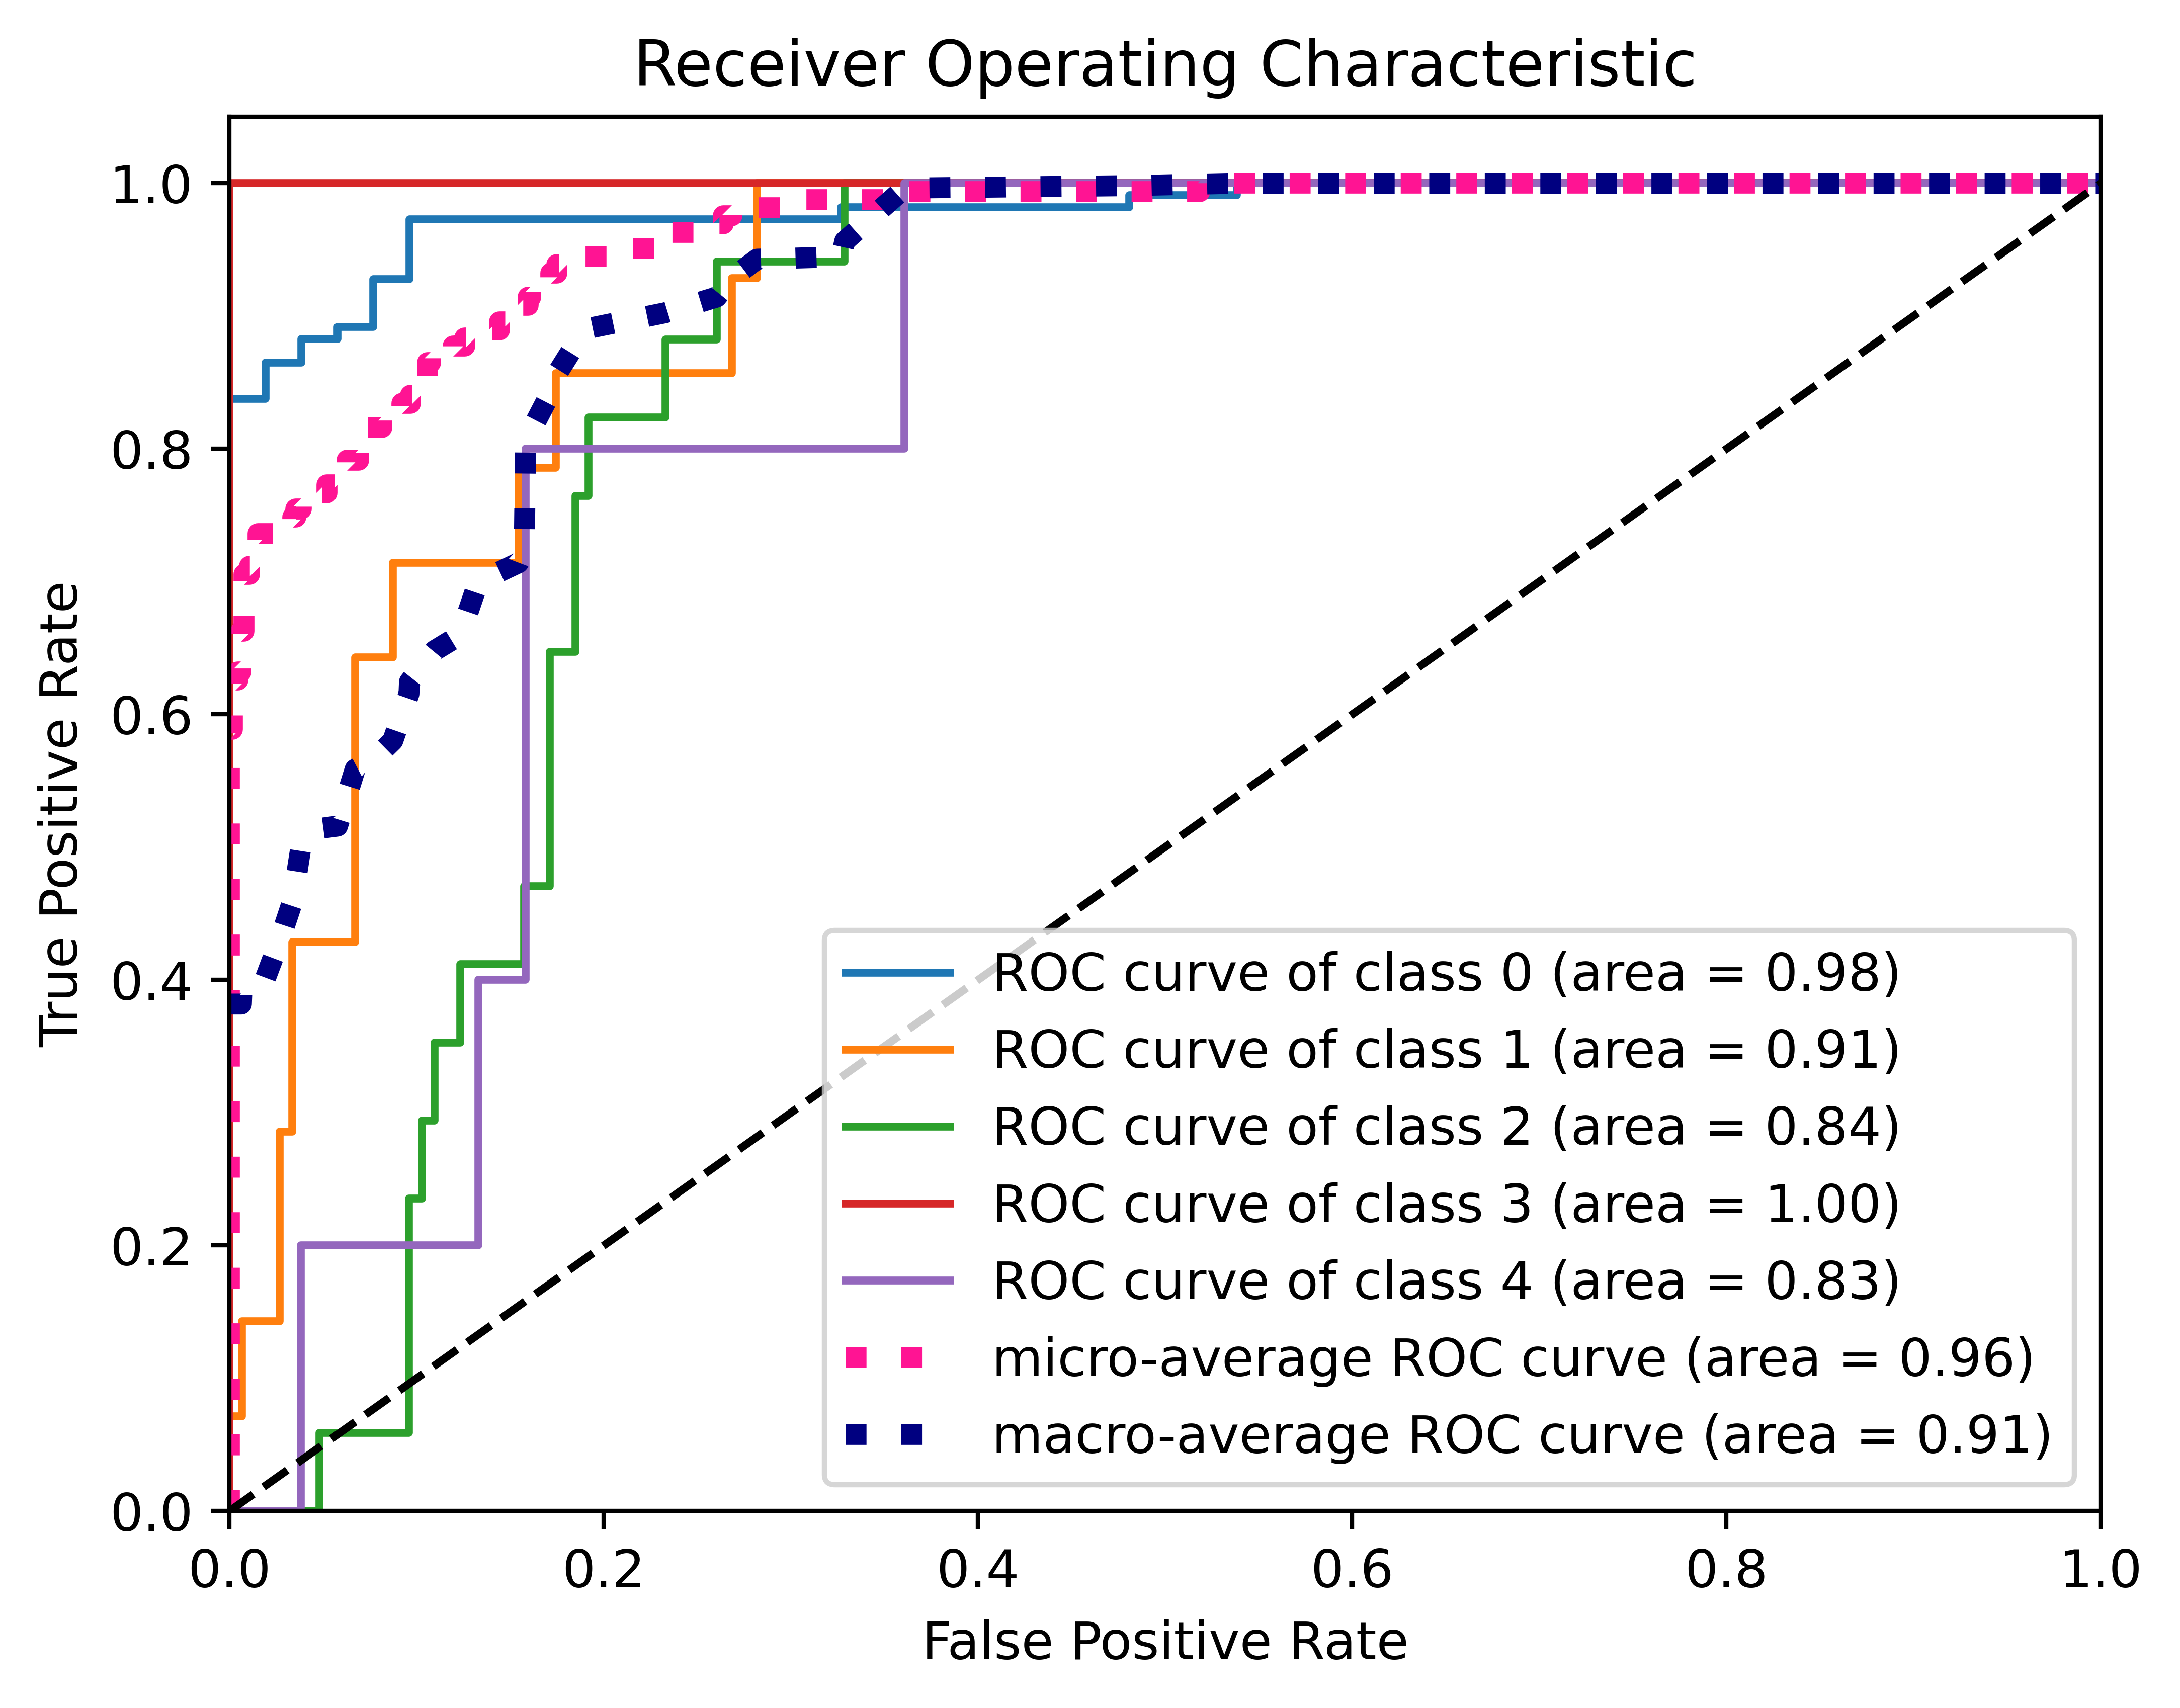 Receiver Operating Characteristic
True Positive Rate
1.0
0.8
0.6
0.4
0.2
0.0
ROC curve of class 0 (area = 0.98)
ROC curve of class 1 (area = 0.91)
ROC curve of class 2 (area = 0.84)
ROC curve of class 3 (area = 1.00)
ROC curve of class 4 (area = 0.83)
micro-average ROC curve (area = 0.96)
macro-average ROC curve (area = 0.91)
0.0 0.2 0.4 0.6 0.8 1.0
False Positive Rate